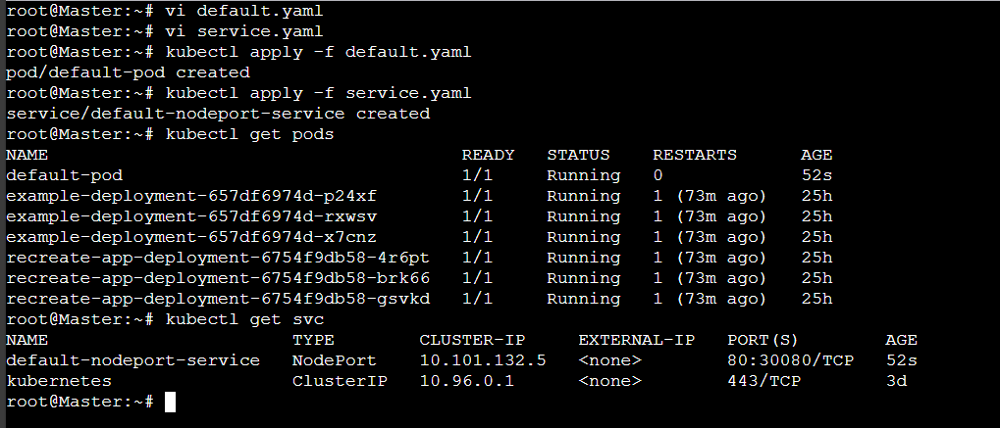 root@Master:~# vi default.yaml
root@Master:~# vi service.yaml
root@Master:~# kubectl apply -f default.yaml
pod/default-pod created
root@Master:~# kubectl apply -f service.yaml
service/default-nodeport-service created
root@Master:~# kubectl get pods
NAME READY STATUS RESTARTS AGE
default-pod 1/1 Running 0 52s
example-deployment-657df6974d-p24xf 1/1 Running 1 (73m ago) 25h
example-deployment-657df6974d-rxwsv 1/1 Running 1 (73m ago) 25h
example-deployment-657df6974d-x7cnz 1/1 Running 1 (73m ago) 25h
recreate-app-deployment-6754f9db58-4r6pt 1/1 Running 1 (73m ago) 25h
recreate-app-deployment-6754f9db58-brk66 1/1 Running 1 (73m ago) 25h
recreate-app-deployment-6754f9db58-gsvkd 1/1 Running 1 (73m ago) 25h
root@Master:~# kubectl get svc
NAME TYPE CLUSTER-IP EXTERNAL-IP PORT(S) AGE
default-nodeport-service NodePort 10.101.132.5 <none> 80:30080/TCP 52s
kubernetes ClusterIP 10.96.0.1 <none> 443/TCP 3d
root@Master:~#